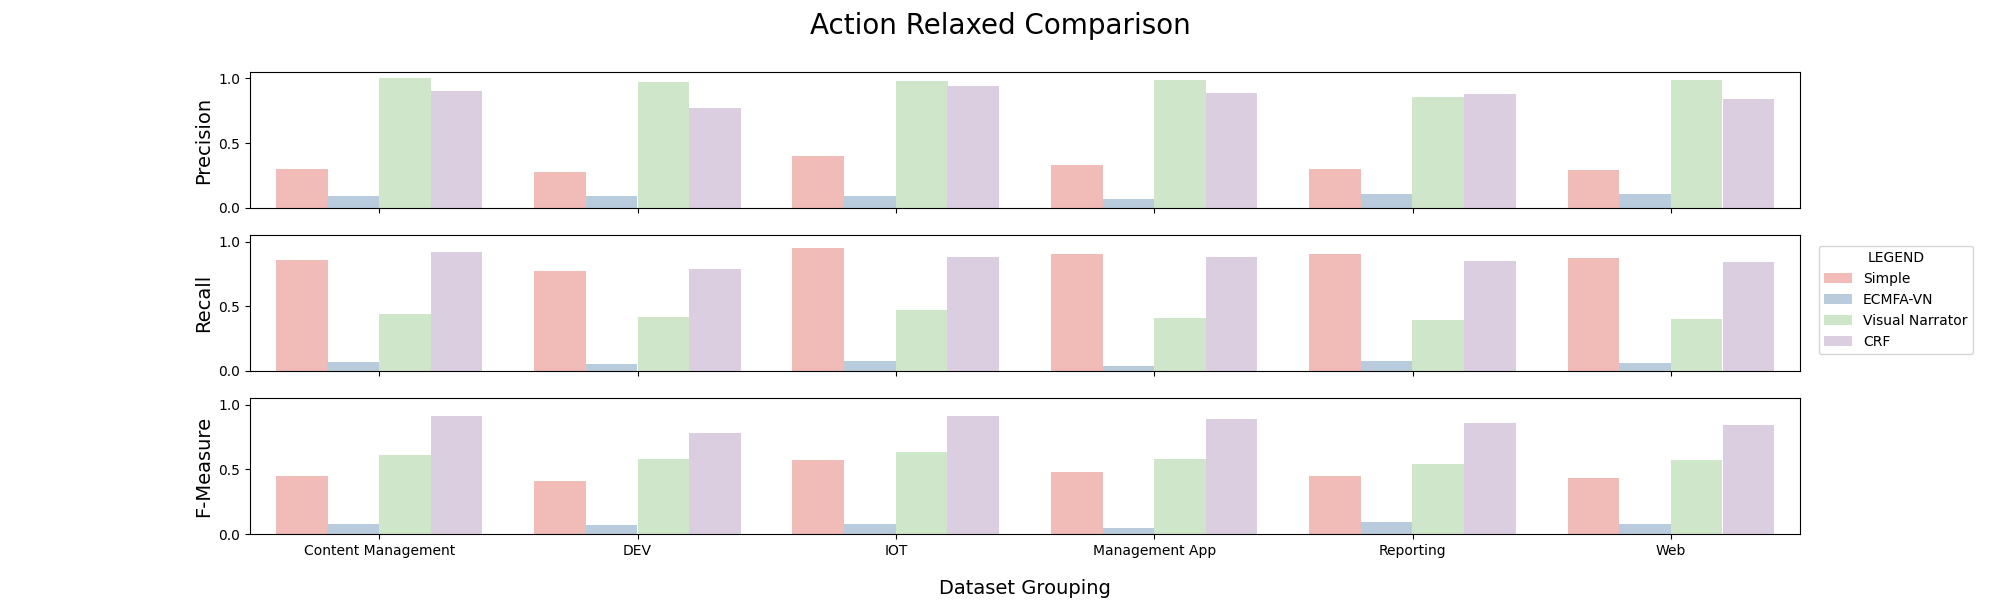 Action Relaxed Comparison
Precision
1.0
0.5
0.0
Recall
1.0
0.5
0.0
LEGEND
Simple
ECMFA-VN
Visual Narrator
CRF
F-Measure
1.0
0.5
0.0
Content Management DEV IOT Management App Reporting Web
Dataset Grouping